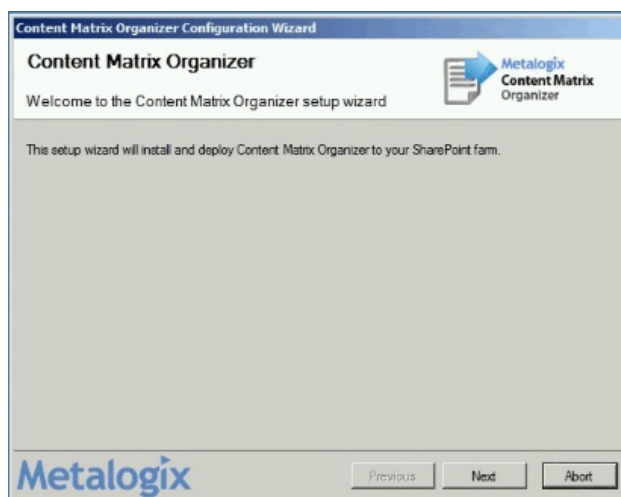 Content Matrix Organizer Configuration Wizard
Content Matrix Organizer
Welcome to the Content Matrix Organizer setup wizard
Metalogix
Content Matrix
Organizer
This setup wizard will install and deploy Content Matrix Organizer to your SharePoint farm.
Metalogix
Previous
Next
Abort